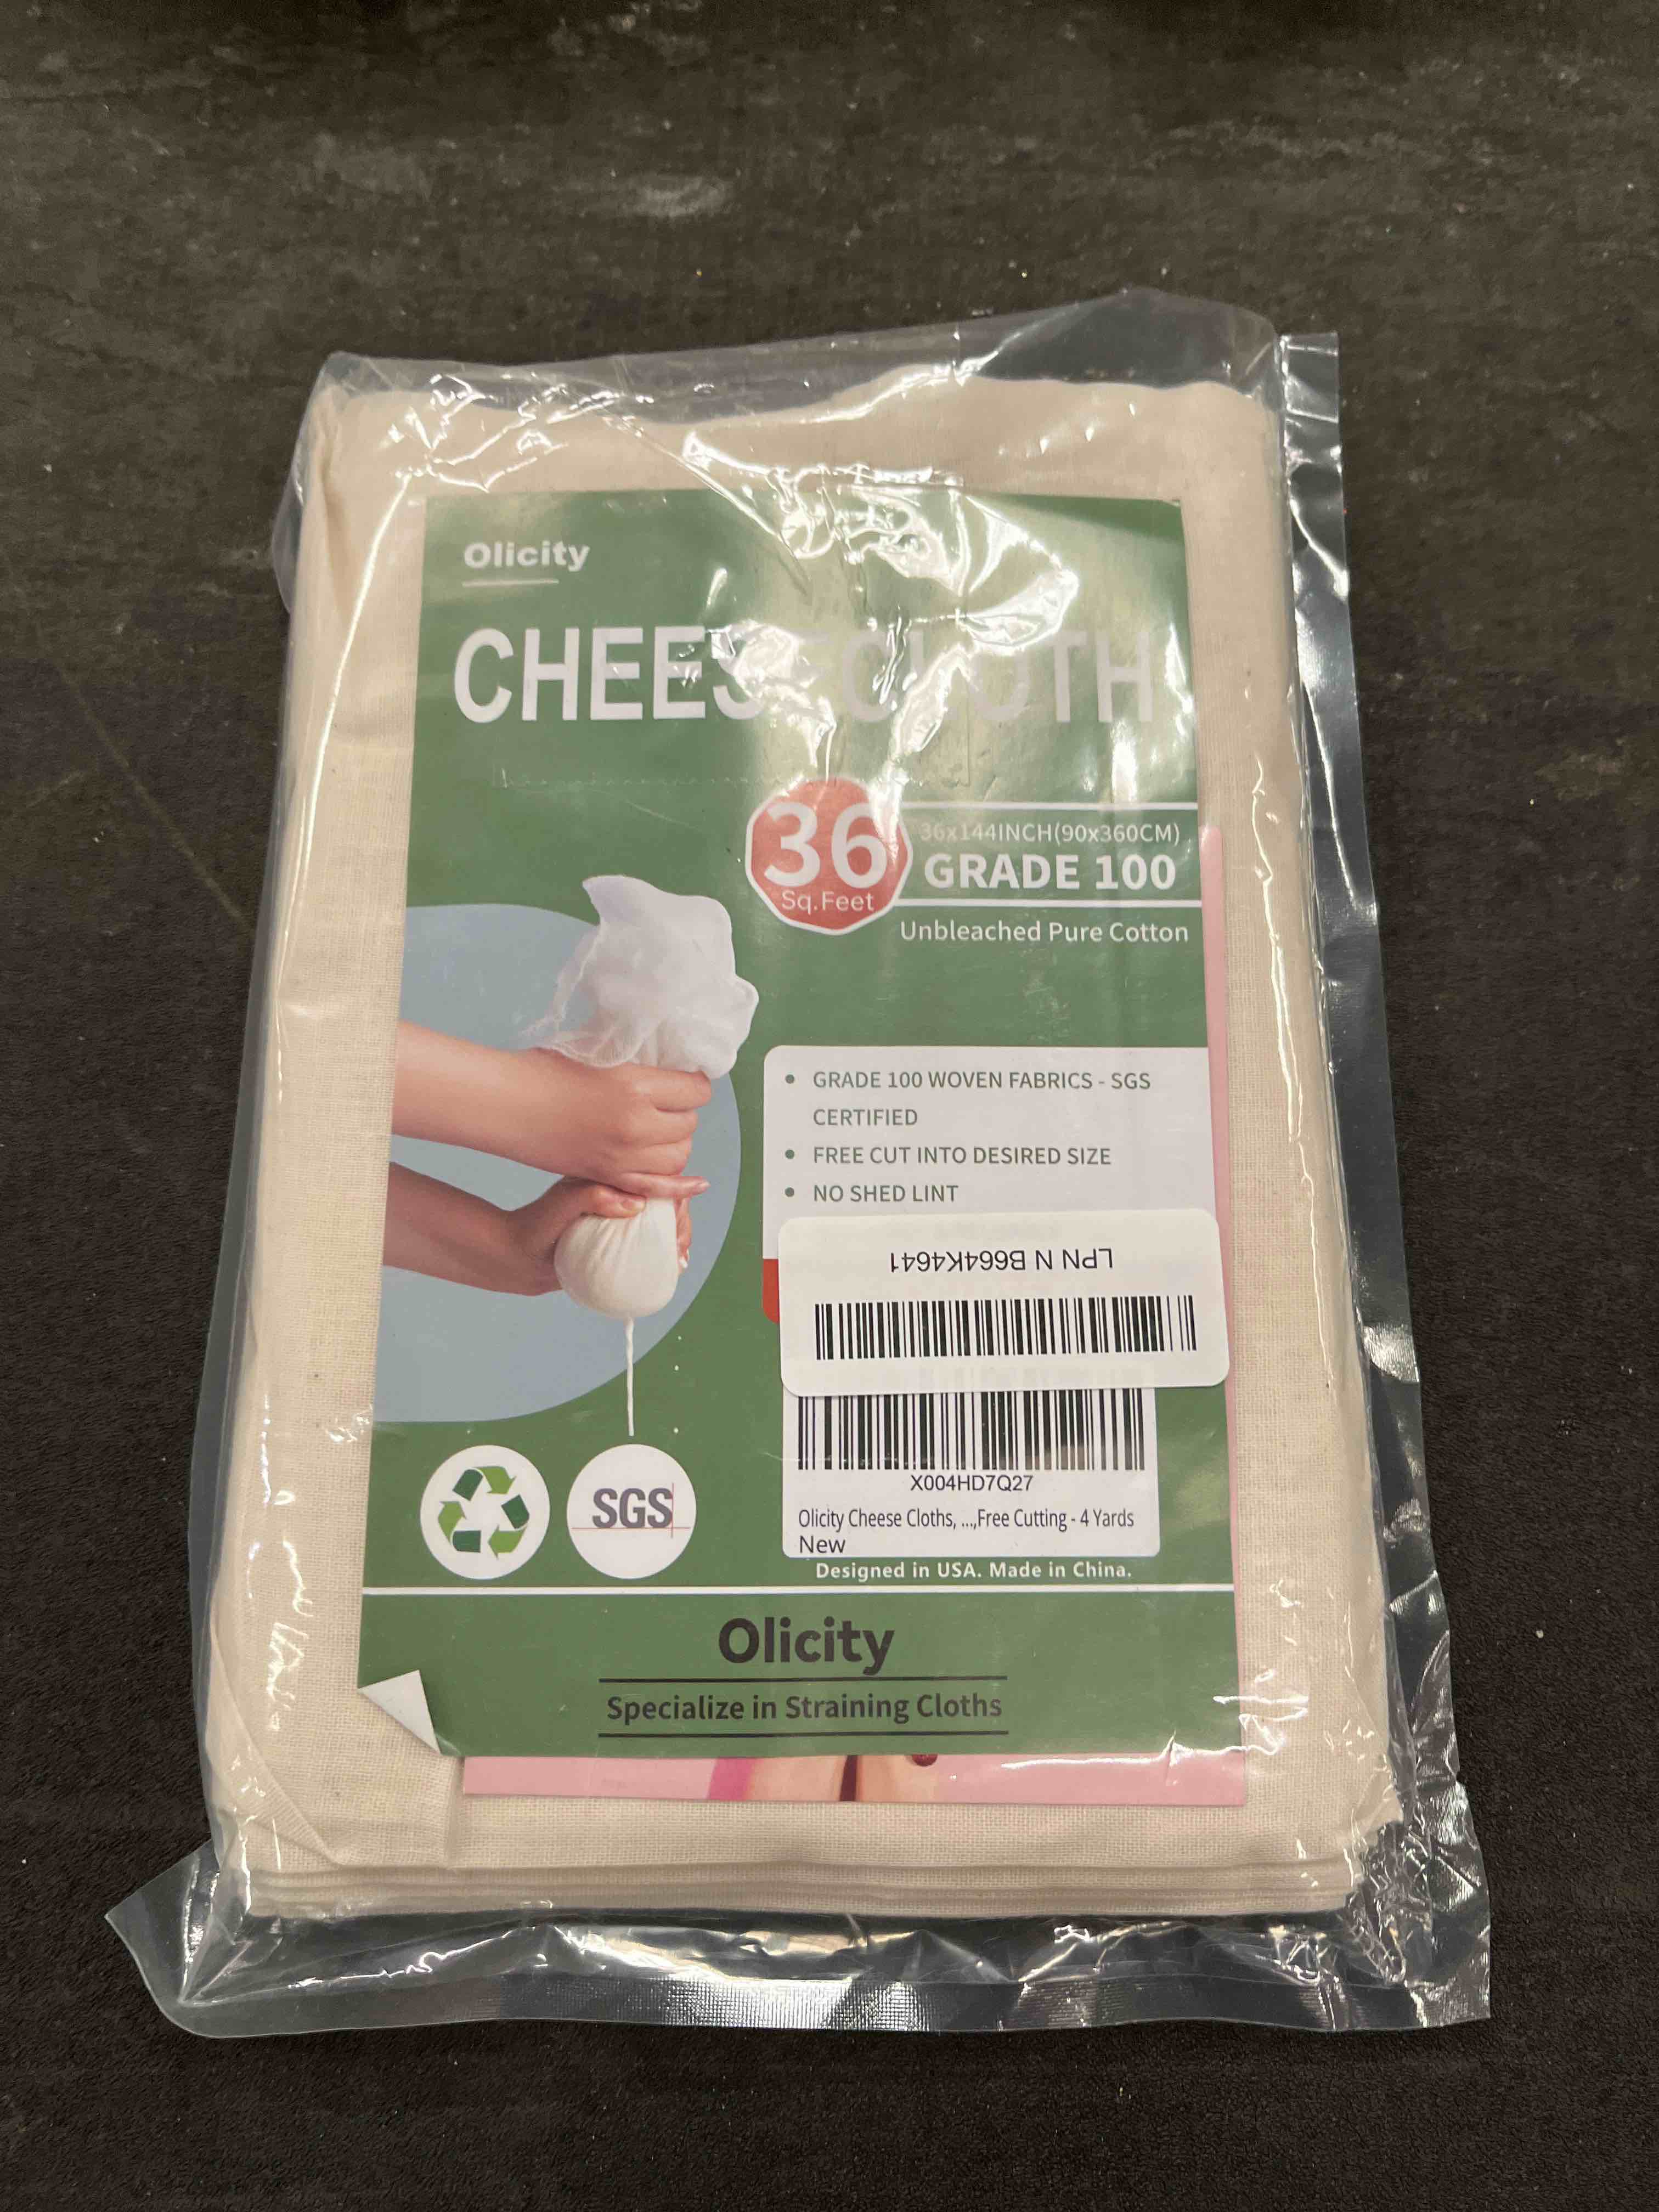 Olicity
CHEESECLOTH
36
Sq.Feet
36x144INCH(90x360CM)
GRADE 100
Unbleached Pure Cotton
• GRADE 100 WOVEN FABRICS - SGS
CERTIFIED
• FREE CUT INTO DESIRED SIZE
• NO SHED LINT
LPN N B664K4641
X004HD7Q27
Olicity Cheese Cloths, ...,Free Cutting - 4 Yards
New
SGS
Designed in USA. Made in China.
Olicity
Specialize in Straining Cloths